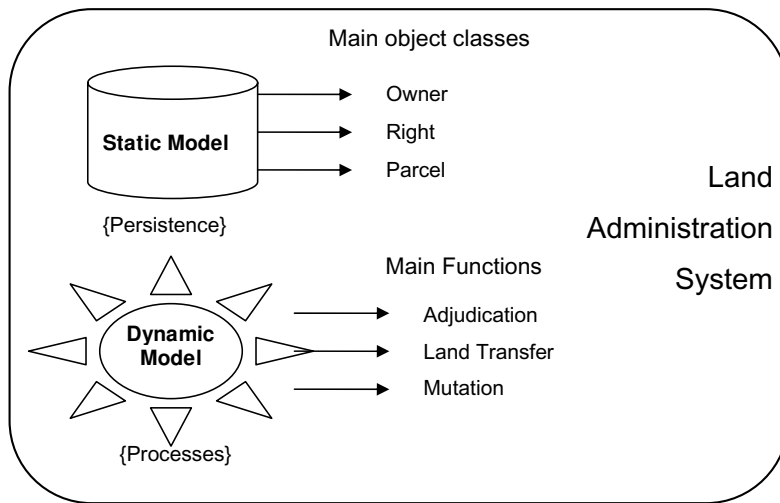 Main object classes
Owner
Static Model
Right
Parcel
{Persistence}
Land
Administration
System
Main Functions
Adjudication
Dynamic
Model
Land Transfer
Mutation
{Processes}